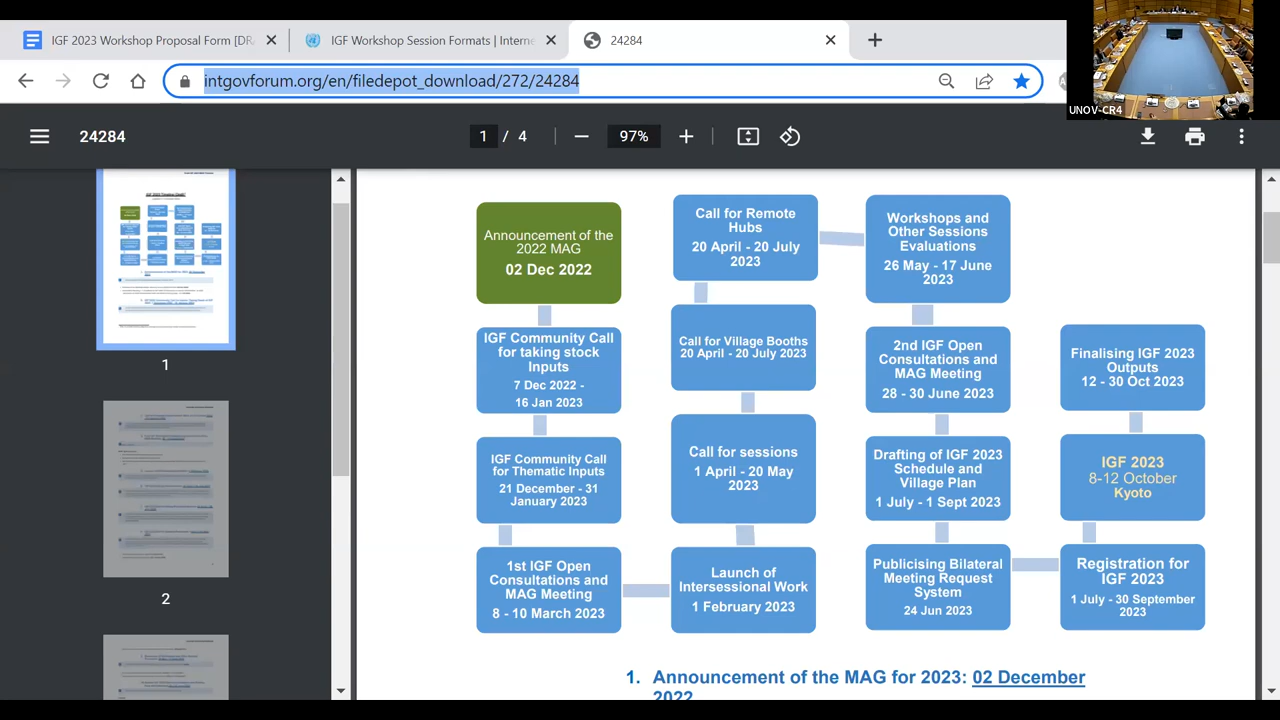 IGF 2023 Workshop Proposal Form [DR
IGF Workshop Session Formats | Interne
24284
intgovforum.org/en/filedepot_download/272/24284
UNOV-CR4
24284
1 / 4
97%
1
2
Announcement of the
2022 MAG
02 Dec 2022
IGF Community Call
for taking stock
Inputs
7 Dec 2022 -
16 Jan 2023
IGF Community Call
for Thematic Inputs
21 December - 31
January 2023
1st IGF Open
Consultations and
MAG Meeting
8 - 10 March 2023
Launch of
Intersessional Work
1 February 2023
Call for sessions
1 April - 20 May
2023
Call for Village Booths
20 April - 20 July 2023
Call for Remote
Hubs
20 April - 20 July
2023
Workshops and
Other Sessions
Evaluations
26 May - 17 June
2023
2nd IGF Open
Consultations and
MAG Meeting
28 - 30 June 2023
Drafting of IGF 2023
Schedule and
Village Plan
1 July - 1 Sept 2023
Publicising Bilateral
Meeting Request
System
24 Jun 2023
Registration for
IGF 2023
1 July - 30 September
2023
IGF 2023
8-12 October
Kyoto
Finalising IGF 2023
Outputs
12 - 30 Oct 2023
1. Announcement of the MAG for 2023: 02 December
2022